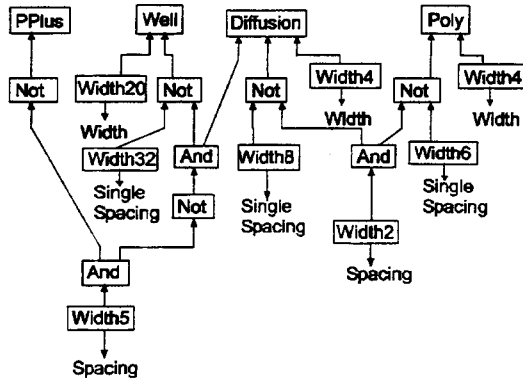 PPlus
Well
Diffusion
Poly
Not
Width20
Not
Not
Width4
Not
Width4
Width
Width
Width
Width32
And
Width8
And
Width6
Single
Spacing
Single
Spacing
Not
Single
Spacing
Width2
And
Spacing
Width5
Spacing